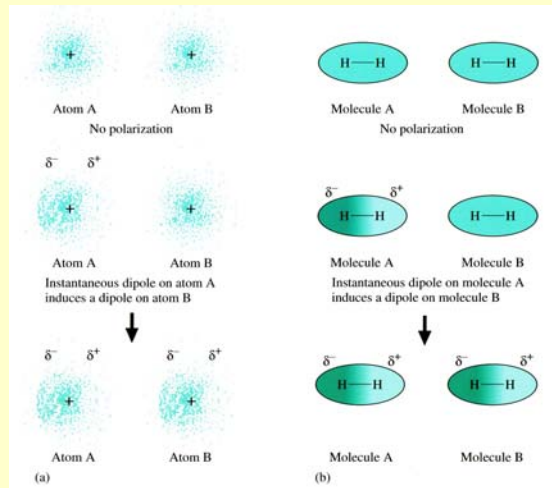 + +
Atom A Atom B
No polarization
δ⁻ δ⁺
+ +
Atom A Atom B
Instantaneous dipole on atom A
induces a dipole on atom B
δ⁻ δ⁺ δ⁻ δ⁺
+ +
Atom A Atom B
(a)
H—H H—H
Molecule A Molecule B
No polarization
δ⁻ δ⁺
H—H H—H
Molecule A Molecule B
Instantaneous dipole on molecule A
induces a dipole on molecule B
δ⁻ δ⁺ δ⁻ δ⁺
H—H H—H
Molecule A Molecule B
(b)